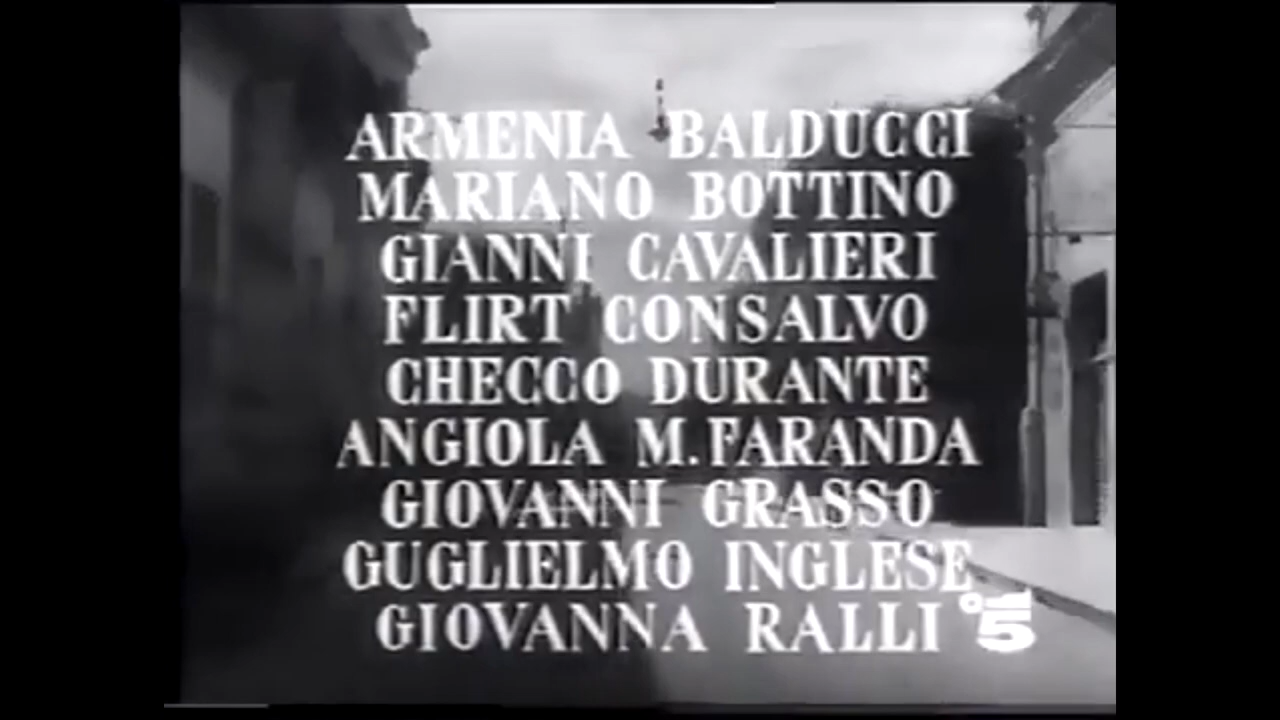 ARMENIA BALDUCCI
MARIANO BOTTINO
GIANNI CAVALIERI
FLIRT CONSALVO
CHECCO DURANTE
ANGIOLA M. FARANDA
GIOVANNI GRASSO
GUGLIELMO INGLESE
GIOVANNA RALLI
5